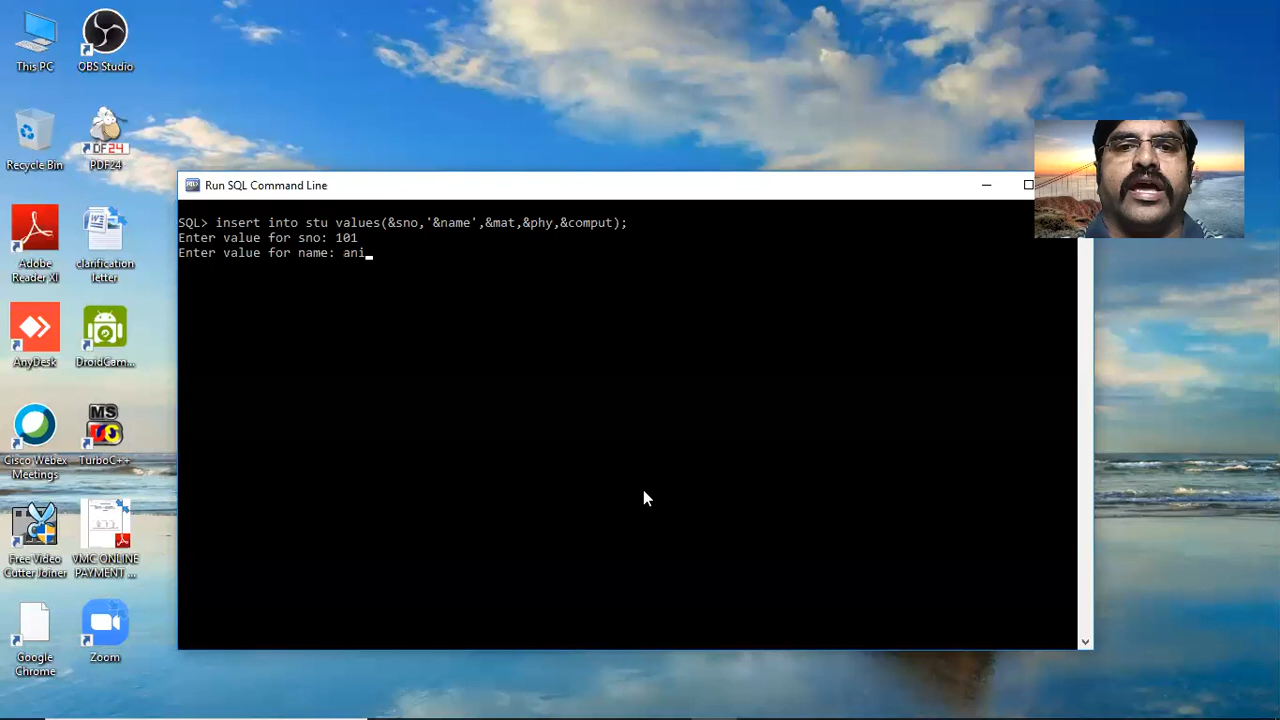 This PC
OBS Studio
Recycle Bin
DF24
PDF24
Adobe
Reader XI
clarification
letter
AnyDesk
DroidCam...
MS
Cisco Webex
Meetings
TurboC++
Free Video
Cutter Joiner
VMC ONLINE
PAYMENT ...
Google
Chrome
Zoom
Run SQL Command Line
SQL> insert into stu values(&sno,'&name',&mat,&phy,&comput);
Enter value for sno: 101
Enter value for name: ani